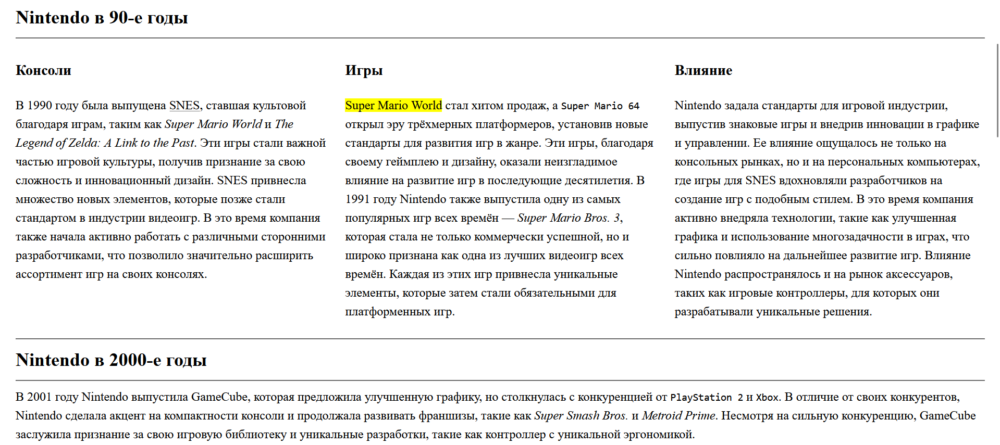 Nintendo в 90-е годы
Консоли
В 1990 году была выпущена SNES, ставшая культовой
благодаря играм, таким как Super Mario World и The
Legend of Zelda: A Link to the Past. Эти игры стали важной
частью игровой культуры, получив признание за свою
сложность и инновационный дизайн. SNES привнесла
множество новых элементов, которые позже стали
стандартом в индустрии видеоигр. В это время компания
также начала активно работать с различными сторонними
разработчиками, что позволило значительно расширить
ассортимент игр на своих консолях.
Игры
Super Mario World стал хитом продаж, а Super Mario 64
открыл эру трёхмерных платформеров, установив новые
стандарты для развития игр в жанре. Эти игры, благодаря
своему геймплею и дизайну, оказали неизгладимое
влияние на развитие игр в последующие десятилетия. В
1991 году Nintendo также выпустила одну из самых
популярных игр всех времён — Super Mario Bros. 3,
которая стала не только коммерчески успешной, но и
широко признана как одна из лучших видеоигр всех
времён. Каждая из этих игр привнесла уникальные
элементы, которые затем стали обязательными для
платформенных игр.
Влияние
Nintendo задала стандарты для игровой индустрии,
выпустив знаковые игры и внедрив инновации в графике
и управлении. Ее влияние ощущалось не только на
консольных рынках, но и на персональных компьютерах,
где игры для SNES вдохновляли разработчиков на
создание игр с подобным стилем. В это время компания
активно внедряла технологии, такие как улучшенная
графика и использование многозадачности в играх, что
сильно повлияло на дальнейшее развитие игр. Влияние
Nintendo распространялось и на рынок аксессуаров,
таких как игровые контроллеры, для которых они
разрабатывали уникальные решения.
Nintendo в 2000-е годы
В 2001 году Nintendo выпустила GameCube, которая предложила улучшенную графику, но столкнулась с конкуренцией от PlayStation 2 и Xbox. В отличие от своих конкурентов,
Nintendo сделала акцент на компактности консоли и продолжала развивать франшизы, такие как Super Smash Bros. и Metroid Prime. Несмотря на сильную конкуренцию, GameCube
заслужила признание за свою игровую библиотеку и уникальные разработки, такие как контроллер с уникальной эргономикой.